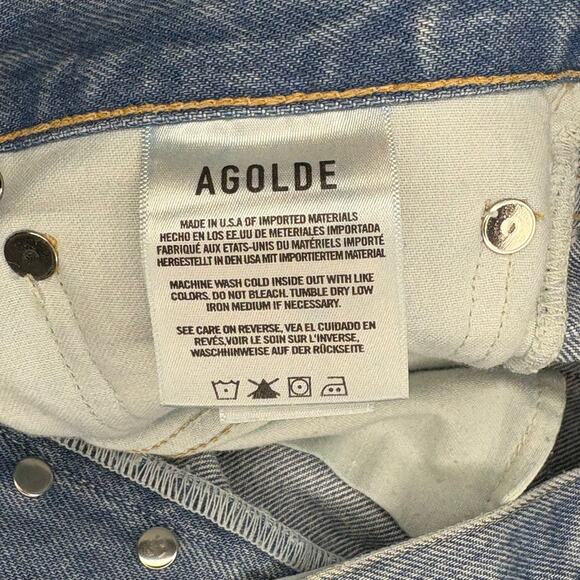 AGOLDE
MADE IN U.S.A OF IMPORTED MATERIALS
HECHO EN LOS EE.UU DE METERIALES IMPORTADA
FABRIQUÉ AUX ETATS-UNIS DU MATÉRIELS IMPORTÉ
HERGESTELLT IN DEN USA MIT IMPORTIERTEM MATERIAL
MACHINE WASH COLD INSIDE OUT WITH LIKE
COLORS. DO NOT BLEACH. TUMBLE DRY LOW
IRON MEDIUM IF NECESSARY.
SEE CARE ON REVERSE, VEA EL CUIDADO EN
REVÉS,VOIR LE SOIN SUR L'INVERSE,
WASCHHINWEISE AUF DER RÜCKSEITE